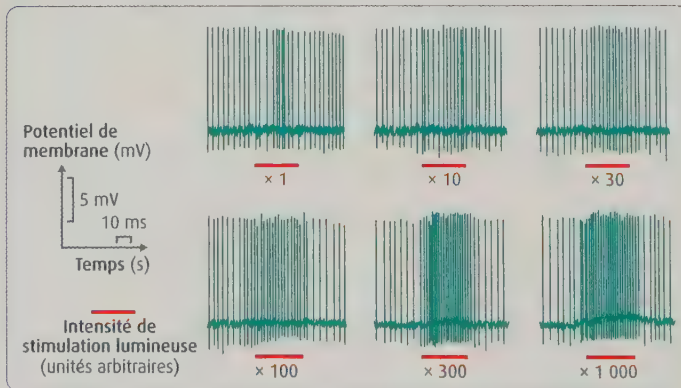 Potentiel de
membrane (mV)
5 mV
10 ms
Temps (s)
Intensité de
stimulation lumineuse
(unités arbitraires)
× 1
× 10
× 30
× 100
× 300
× 1 000